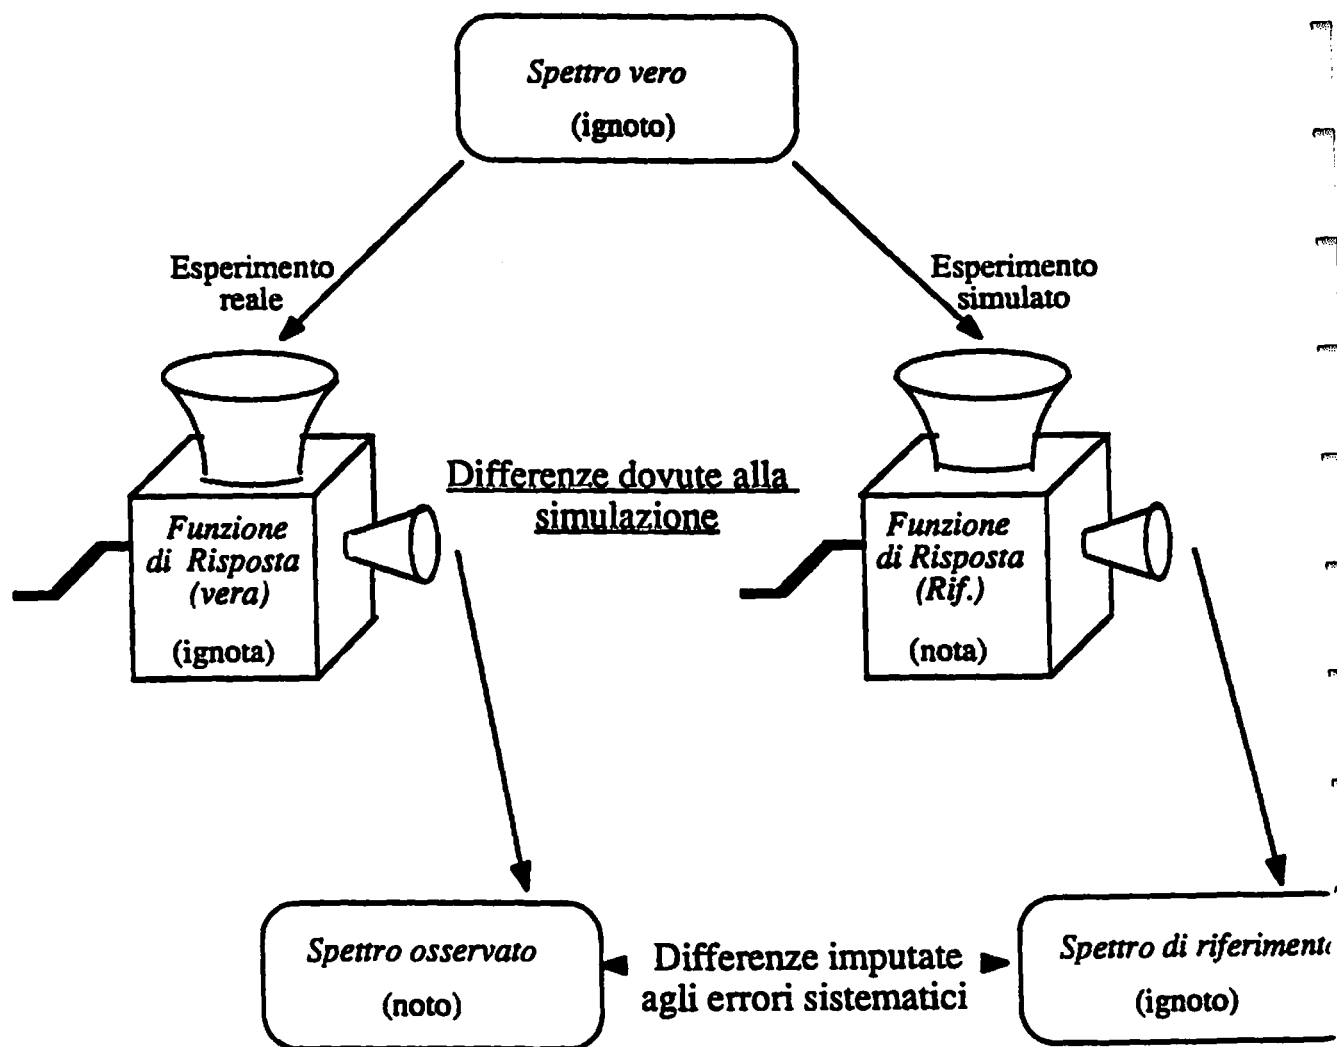 Spettro vero
(ignoto)
Esperimento
reale
Esperimento
simulato
Differenze dovute alla
simulazione
Funzione
di Risposta
(vera)
(ignota)
Funzione
di Risposta
(Rif.)
(nota)
Spettro osservato
(noto)
Differenze imputate
agli errori sistematici
Spettro di riferimento
(ignoto)